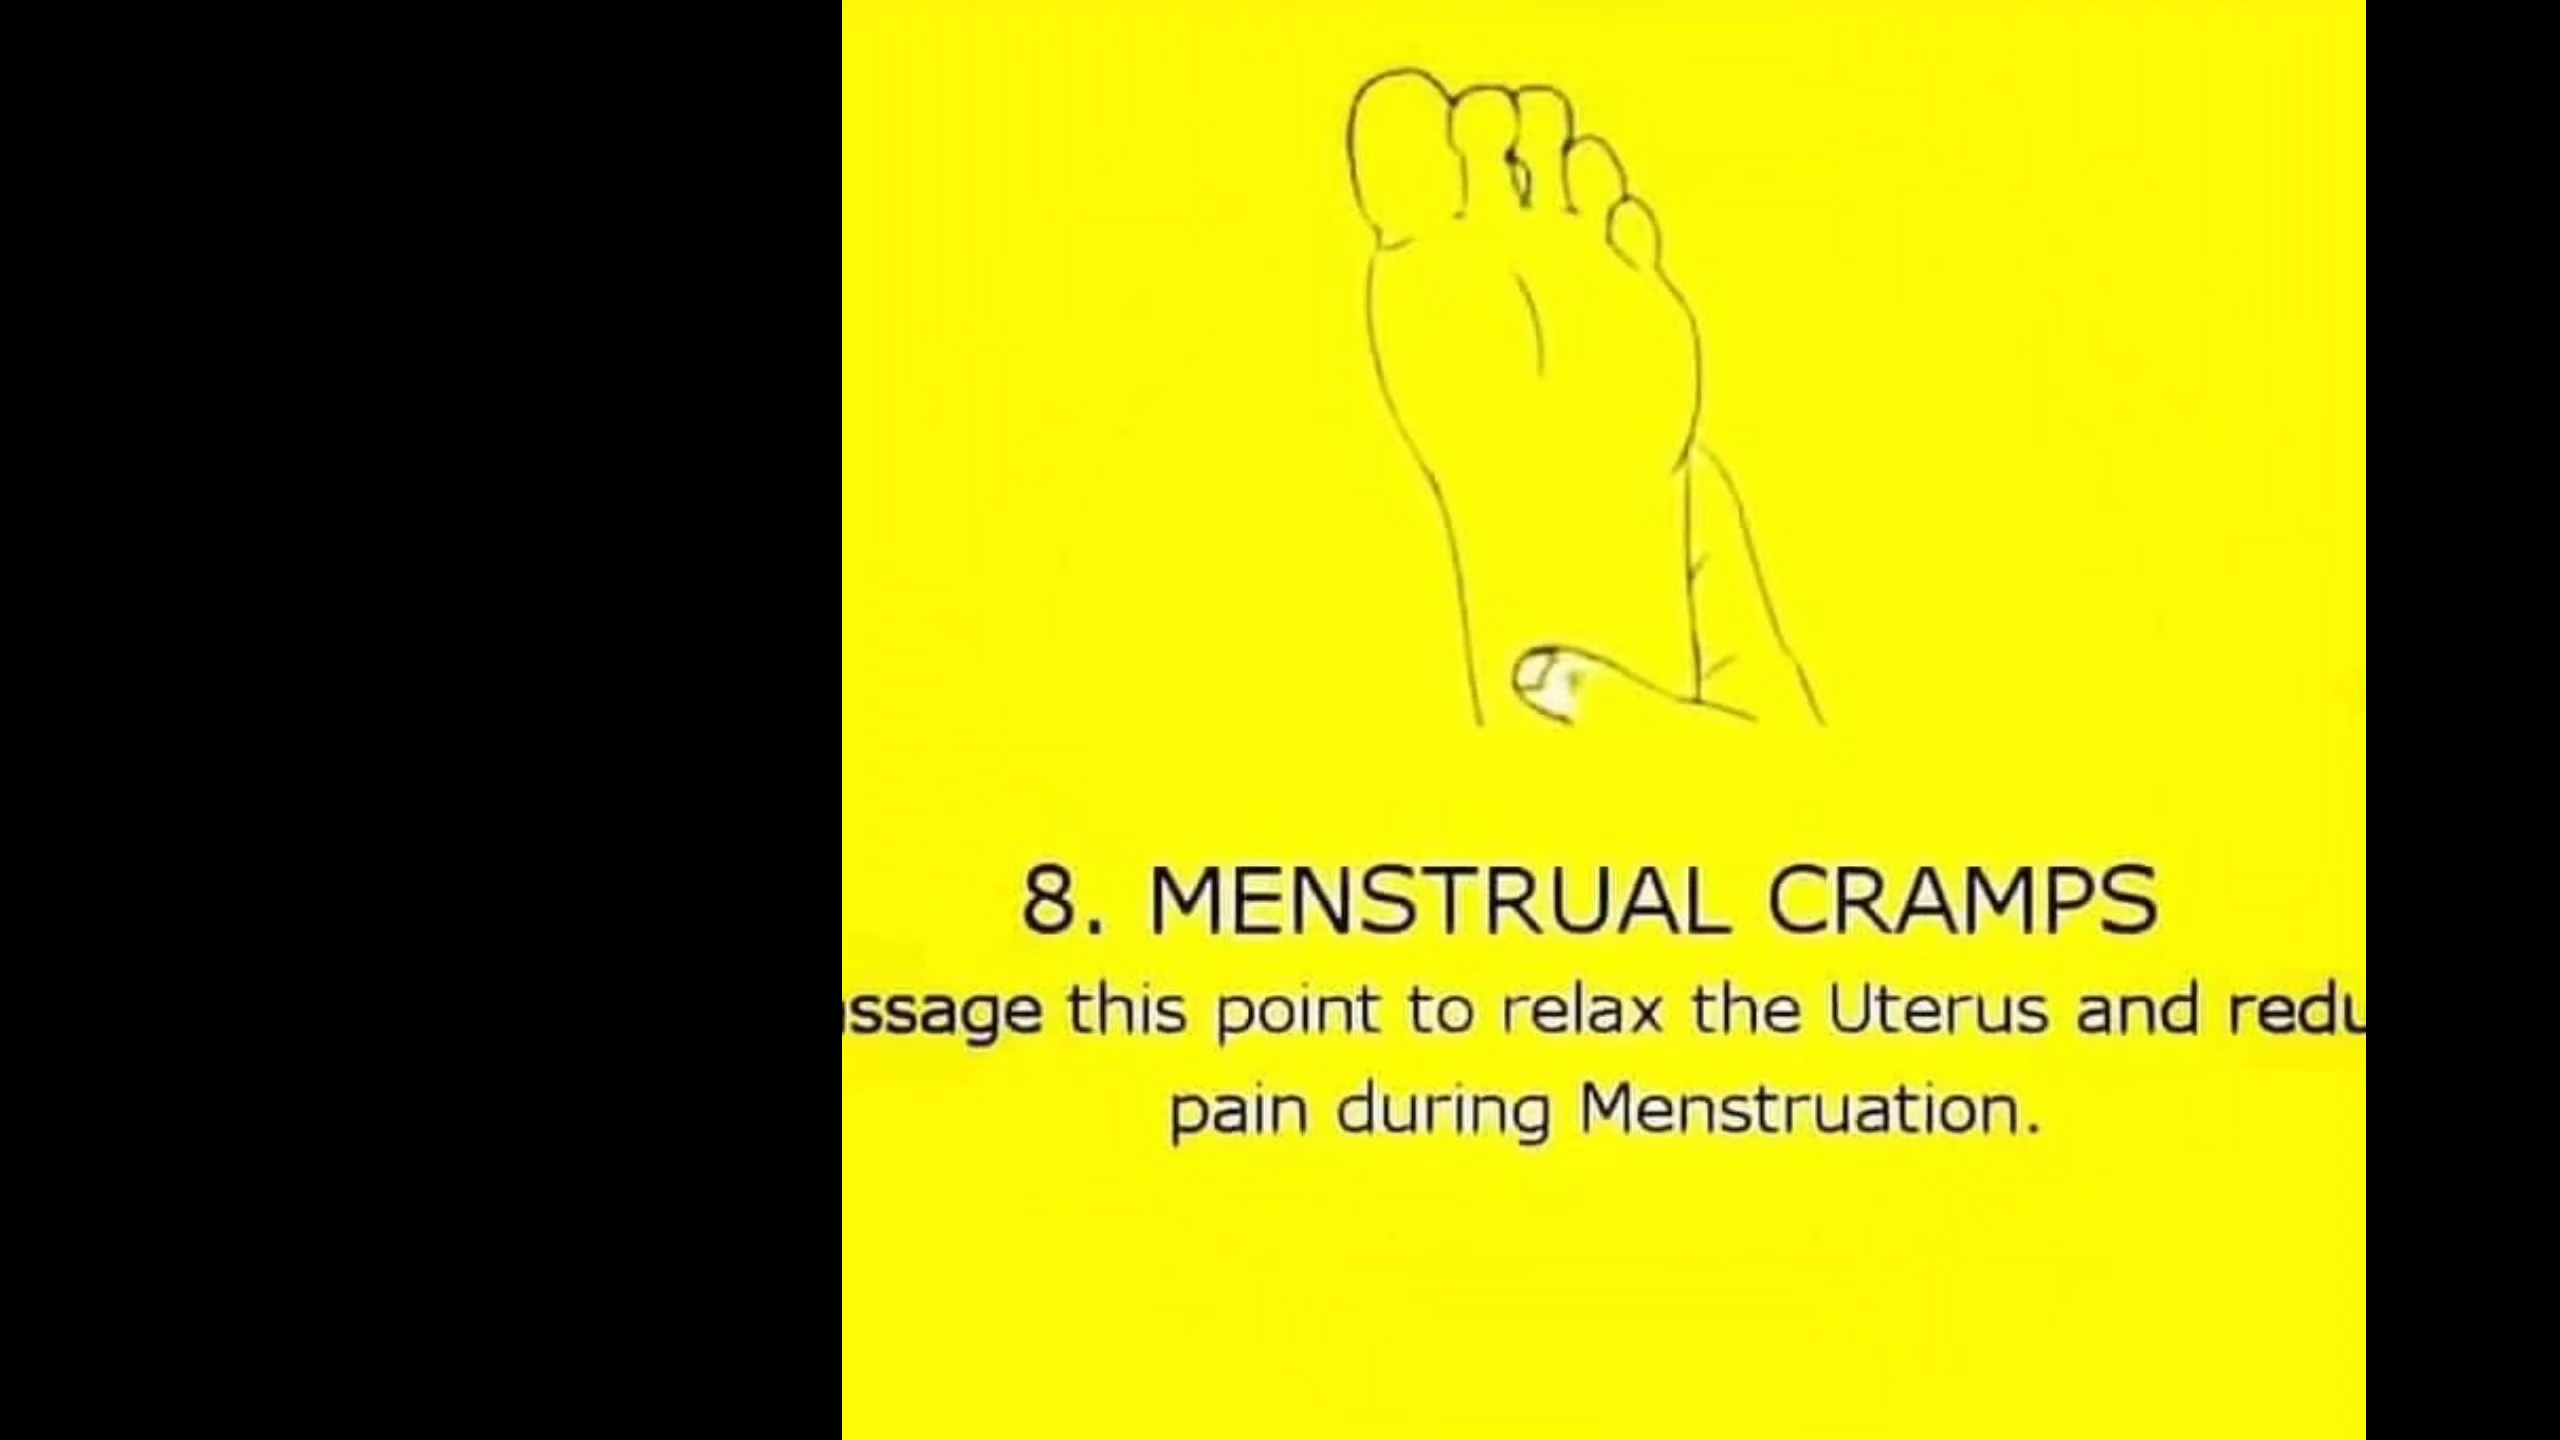 8. MENSTRUAL CRAMPS
ssage this point to relax the Uterus and redu
pain during Menstruation.